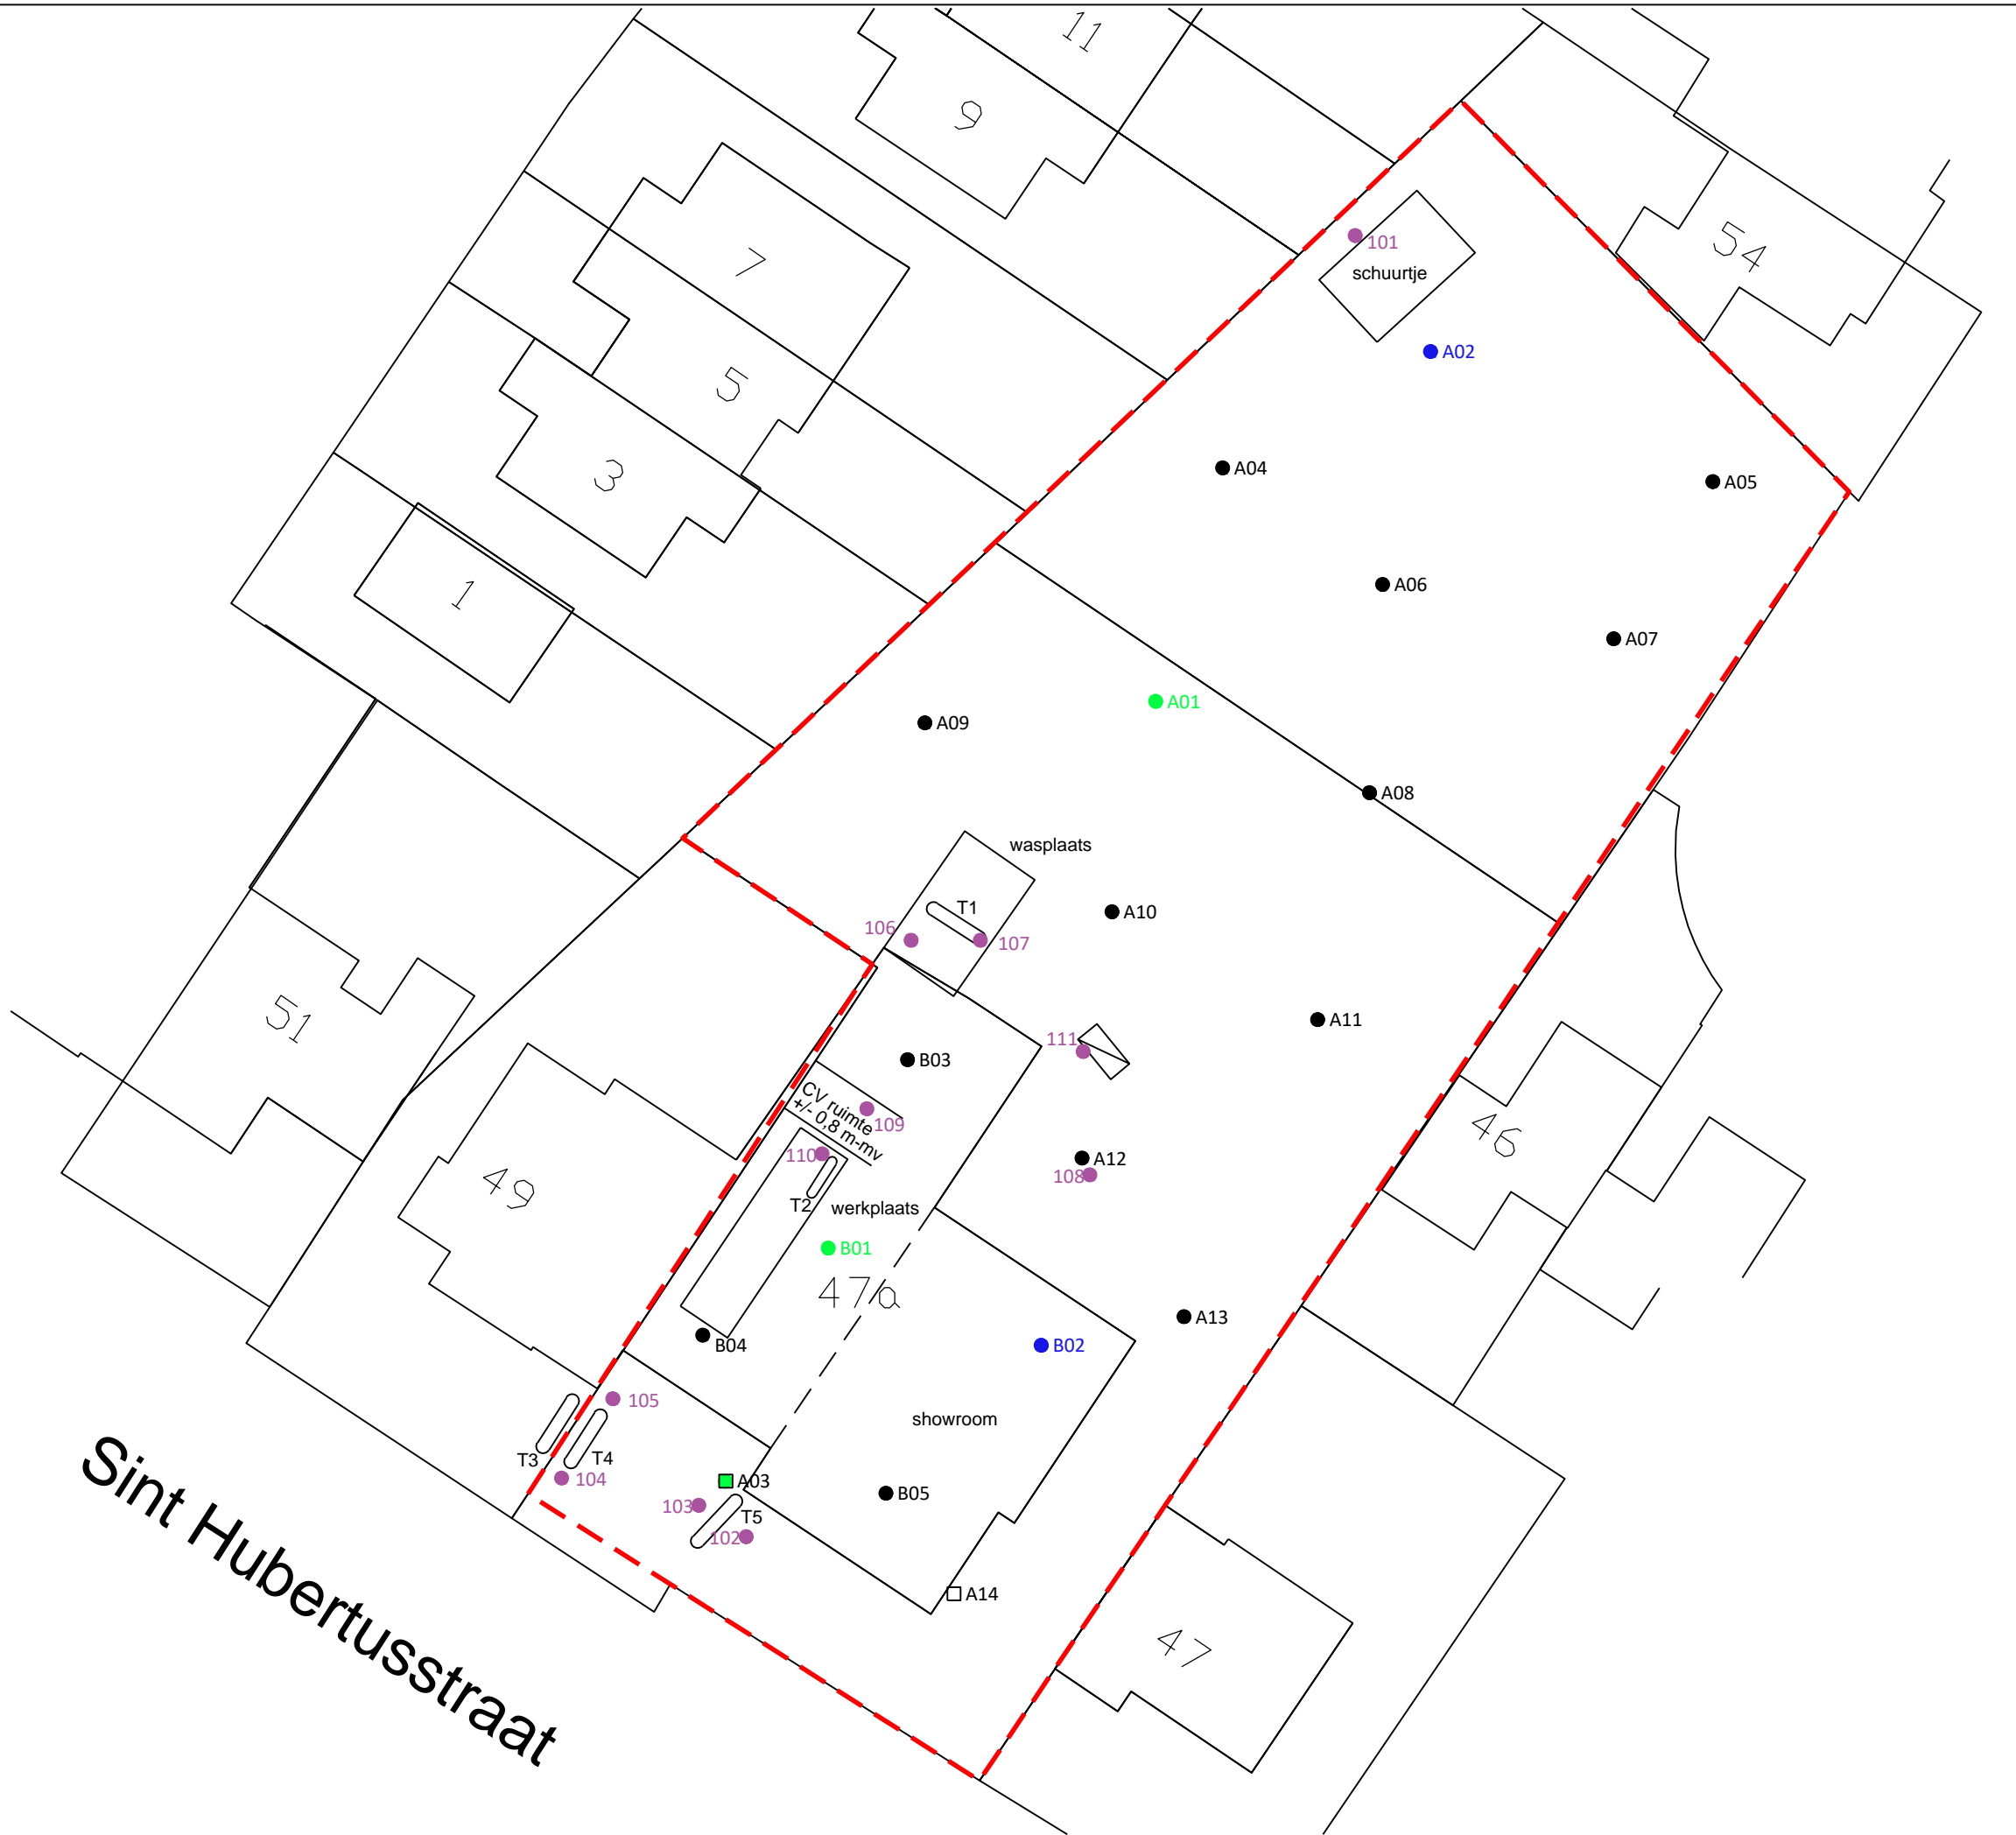 11
9
54
101
schuurtje
7
A02
5
A04
3
A05
1
A06
A07
A01
A09
A08
wasplaats
T1
A10
106
107
51
A11
111
B03
CV ruimte
+/- 0,8 m-mv
109
46
110
A12
108
49
T2
werkplaats
B01
47a
A13
B04
B02
105
showroom
T3
T4
104
A03
B05
103
T5
102
A14
47
Sint Hubertusstraat